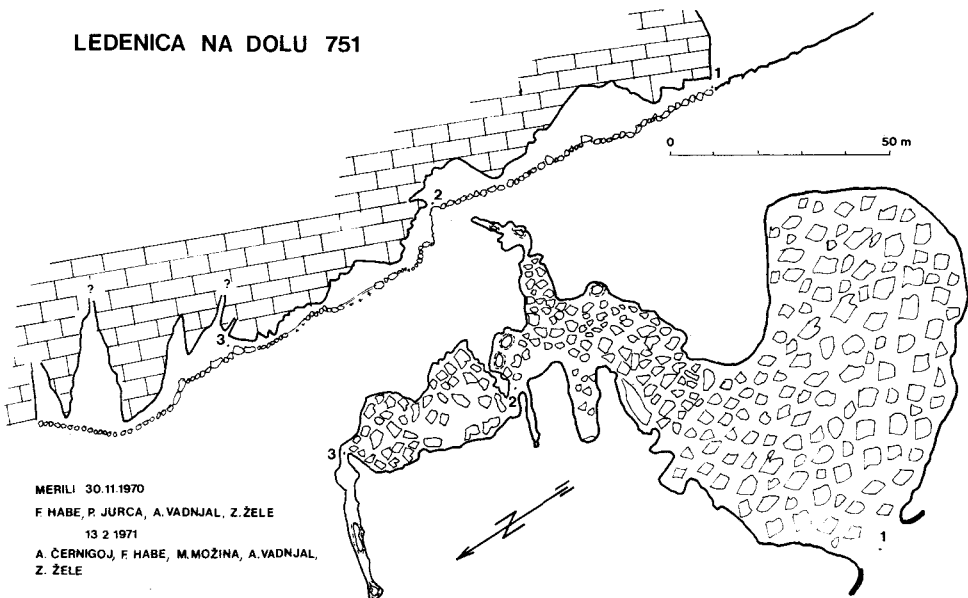 LEDENICA NA DOLU 751
1
0 50 m
2
?
?
3
2
3
1
N
MERILI 30.11.1970
F. HABE, P. JURCA, A. VADNJAL, Z. ŽELE
13 2 1971
A. ČERNIGOJ, F. HABE, M. MOŽINA, A. VADNJAL,
Z. ŽELE